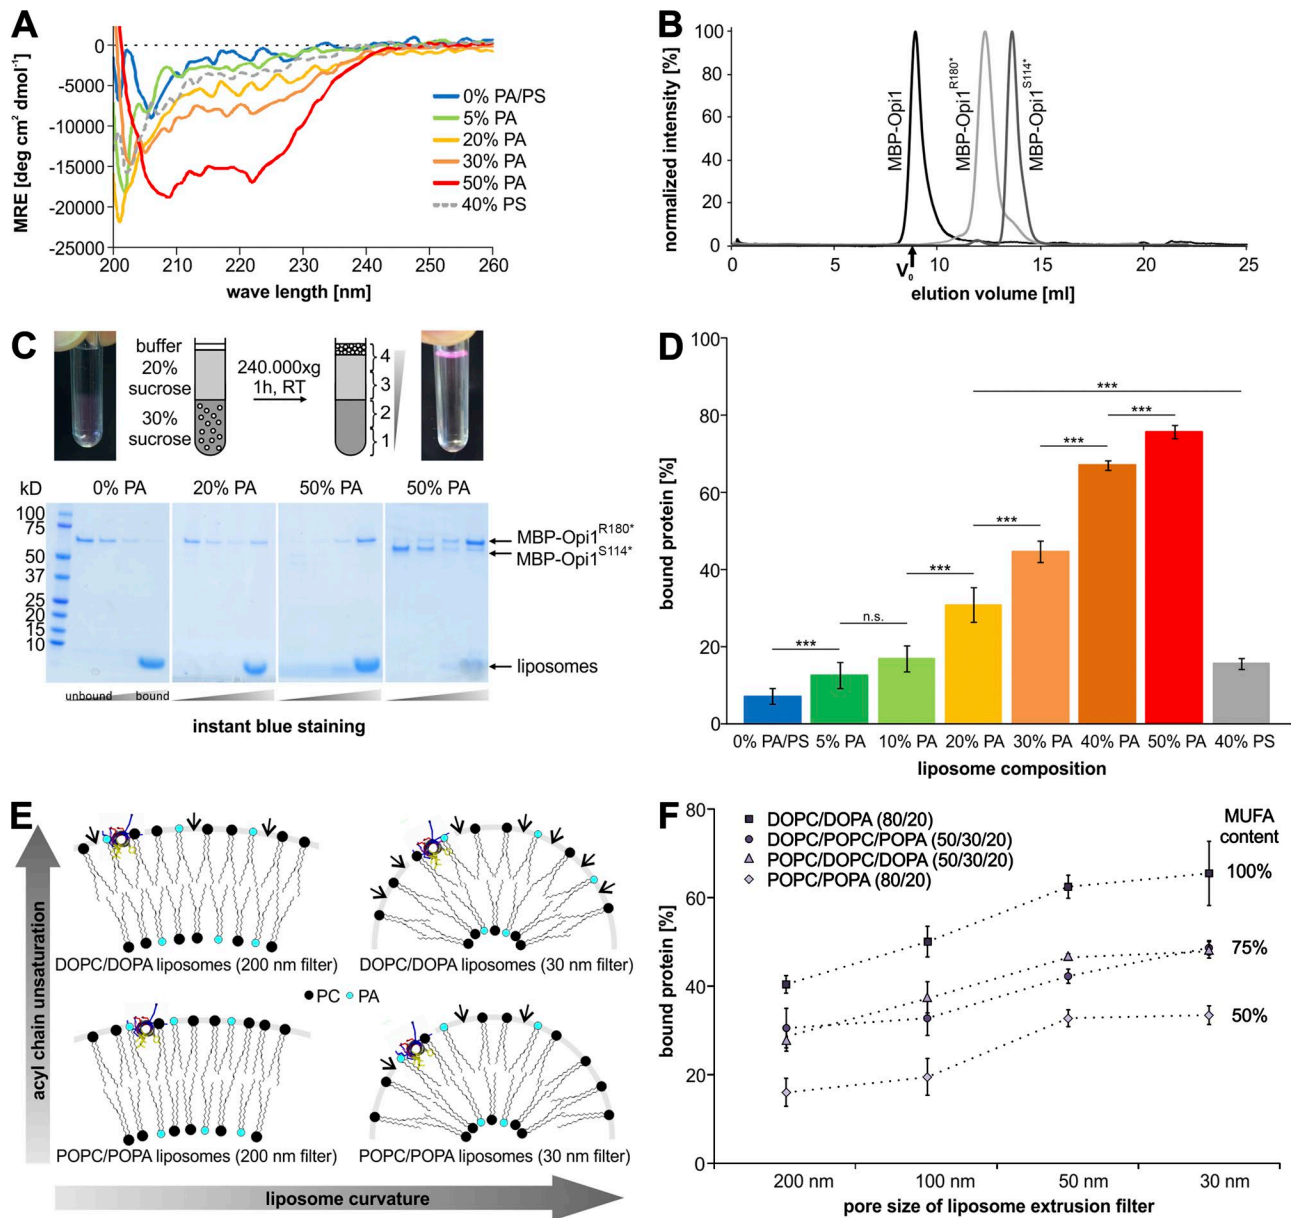 A
0
-5000
-10000
-15000
-20000
-25000
MRE [deg cm² dmol⁻¹]
0% PA/PS
5% PA
20% PA
30% PA
50% PA
40% PS
200 210 220 230 240 250 260
wave length [nm]
B
100
80
60
40
20
0
normalized intensity [%]
MBP-Opi1
MBP-Opi1R180*
MBP-Opi1S114*
0 5 10 15 20 25
V₀
elution volume [ml]
C
buffer
20%
sucrose
30%
sucrose
240.000xg
1h, RT
4
3
2
1
kD
0% PA 20% PA 50% PA 50% PA
100
75
50
37
25
20
15
10
MBP-Opi1R180*
MBP-Opi1S114*
liposomes
unbound bound
instant blue staining
D
100
80
60
40
20
0
bound protein [%]
***
n.s.
***
***
***
***
***
0% PA/PS 5% PA 10% PA 20% PA 30% PA 40% PA 50% PA 40% PS
liposome composition
E
acyl chain unsaturation
DOPC/DOPA liposomes (200 nm filter)
DOPC/DOPA liposomes (30 nm filter)
PC PA
POPC/POPA liposomes (200 nm filter)
POPC/POPA liposomes (30 nm filter)
liposome curvature
F
80
60
40
20
0
bound protein [%]
DOPC/DOPA (80/20)
DOPC/POPC/POPA (50/30/20)
POPC/DOPC/DOPA (50/30/20)
POPC/POPA (80/20)
MUFA
content
100%
75%
50%
200 nm 100 nm 50 nm 30 nm
pore size of liposome extrusion filter